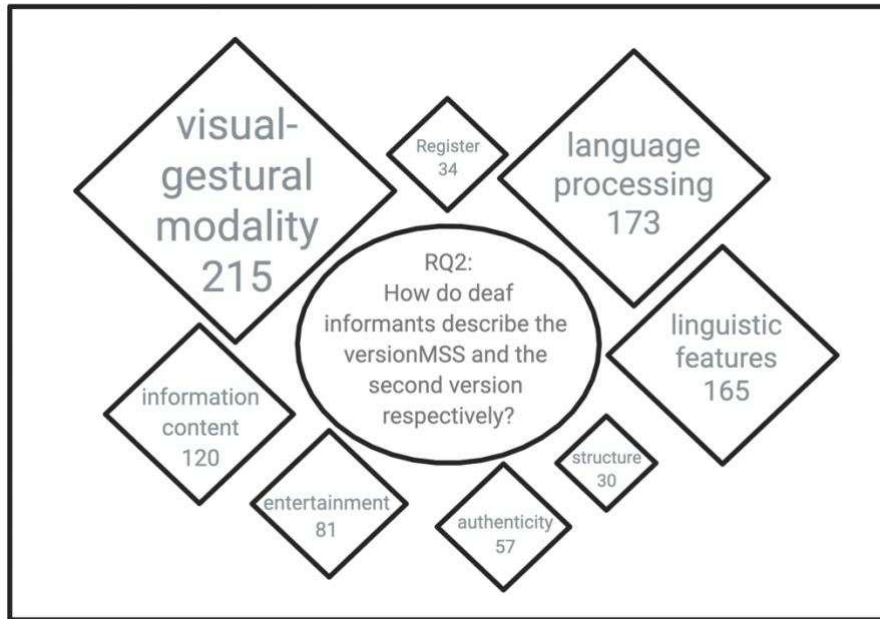 visual-
gestural
modality
215
Register
34
language
processing
173
RQ2:
How do deaf
informants describe the
versionMSS and the
second version
respectively?
linguistic
features
165
information
content
120
entertainment
81
authenticity
57
structure
30